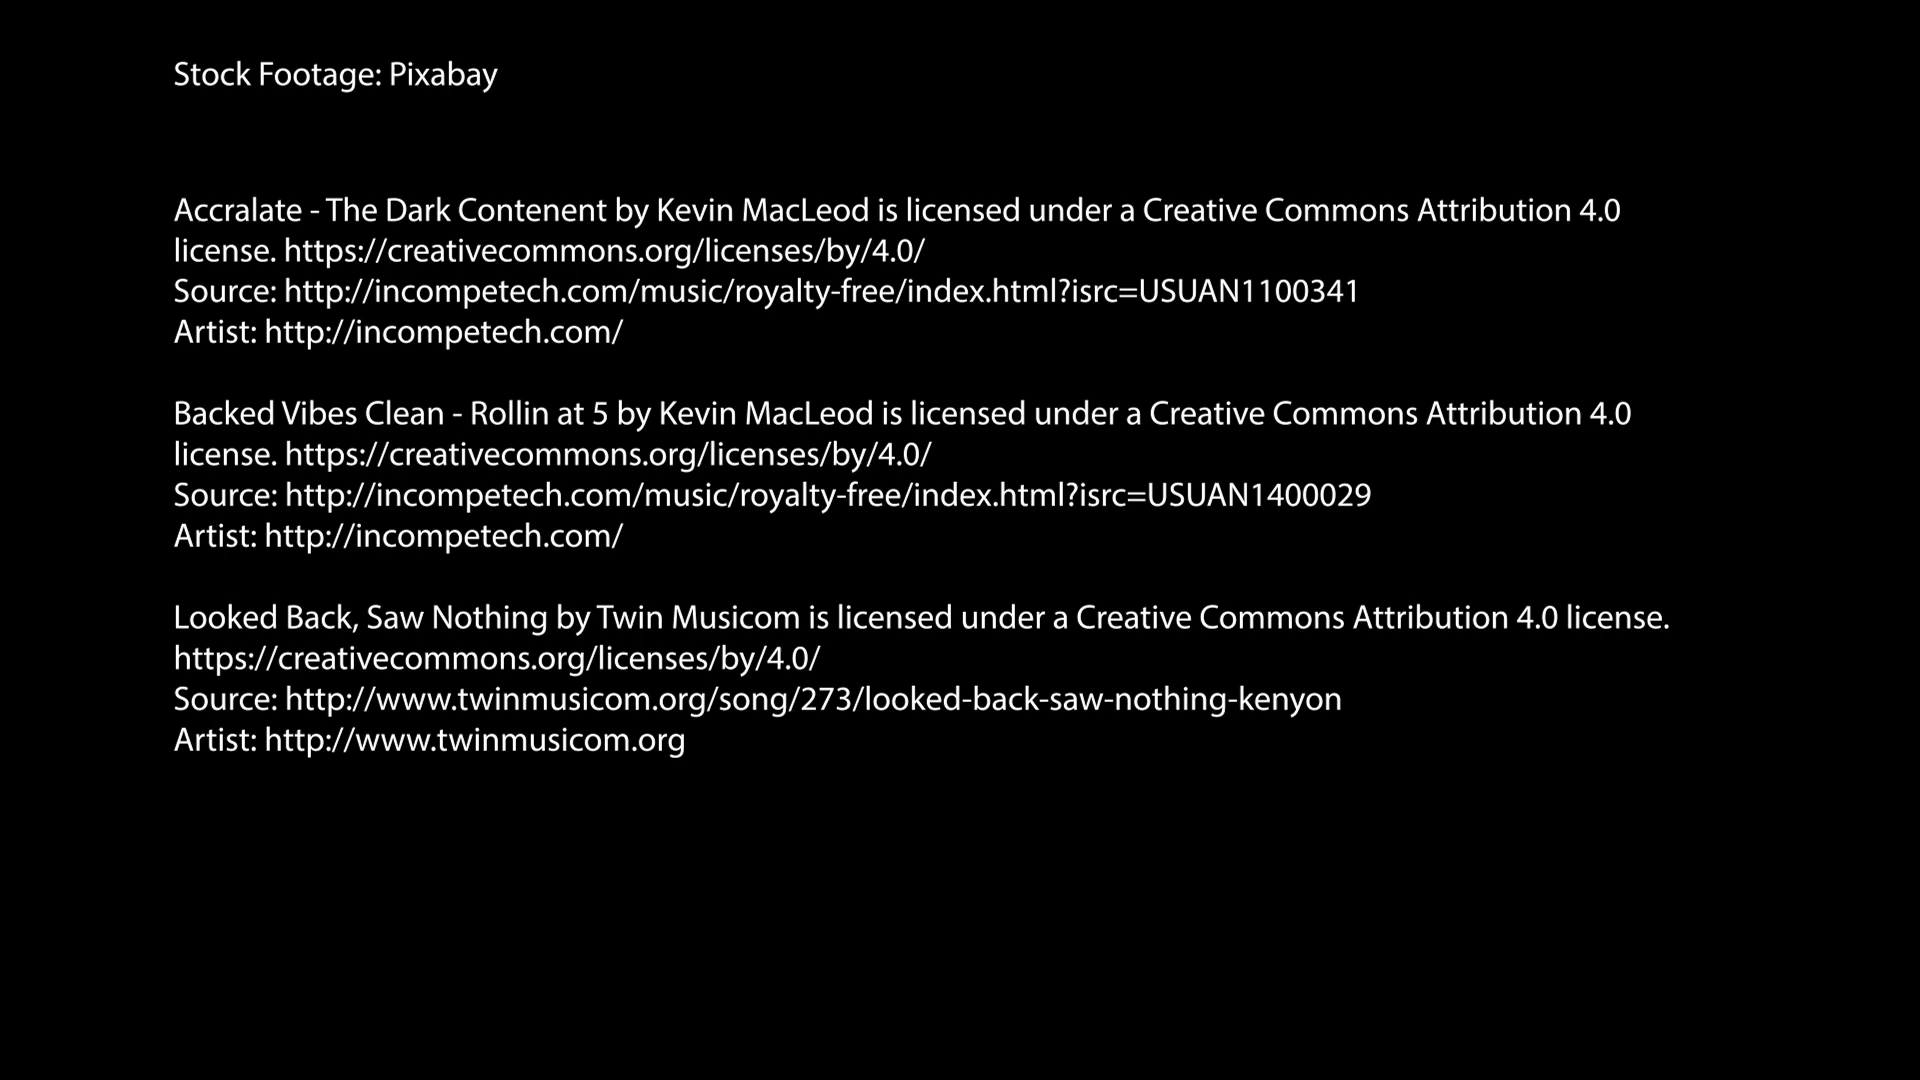 Stock Footage: Pixabay
Accralate - The Dark Contenent by Kevin MacLeod is licensed under a Creative Commons Attribution 4.0
license. https://creativecommons.org/licenses/by/4.0/
Source: http://incompetech.com/music/royalty-free/index.html?isrc=USUAN1100341
Artist: http://incompetech.com/
Backed Vibes Clean - Rollin at 5 by Kevin MacLeod is licensed under a Creative Commons Attribution 4.0
license. https://creativecommons.org/licenses/by/4.0/
Source: http://incompetech.com/music/royalty-free/index.html?isrc=USUAN1400029
Artist: http://incompetech.com/
Looked Back, Saw Nothing by Twin Musicom is licensed under a Creative Commons Attribution 4.0 license.
https://creativecommons.org/licenses/by/4.0/
Source: http://www.twinmusicom.org/song/273/looked-back-saw-nothing-kenyon
Artist: http://www.twinmusicom.org